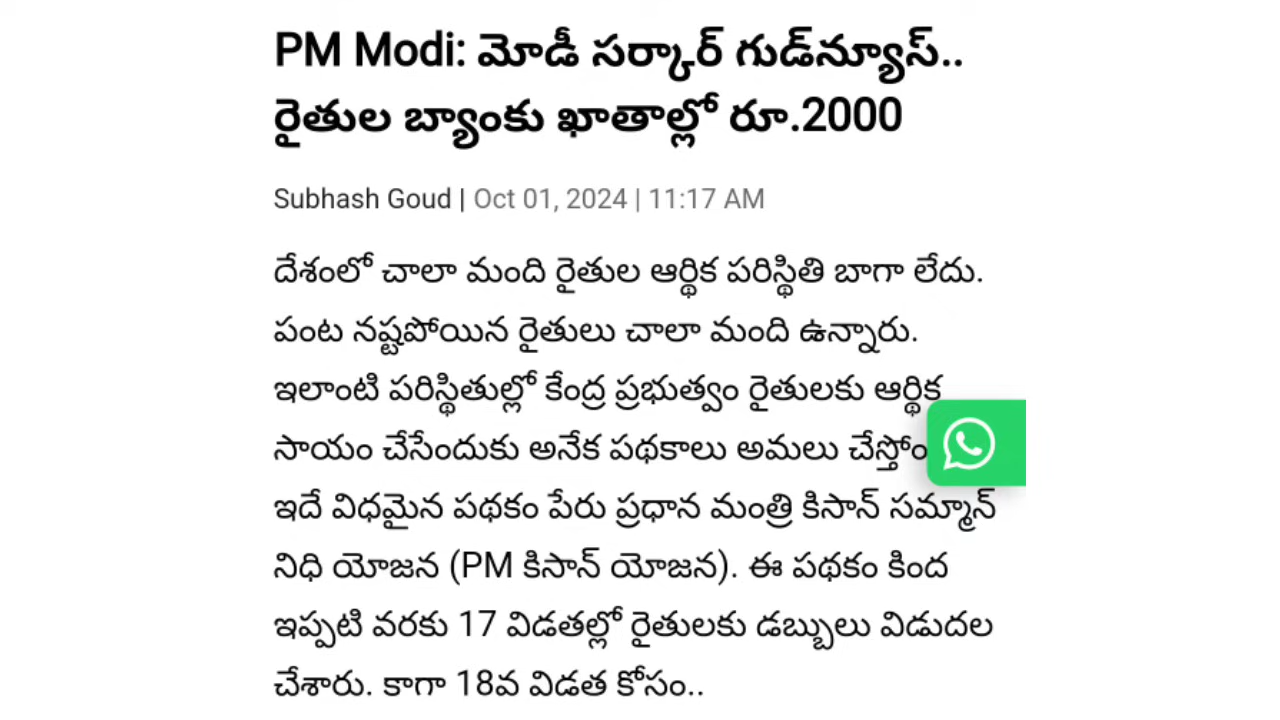 PM Modi: మోడీ సర్కార్ గుడ్‌న్యూస్..
రైతుల బ్యాంకు ఖాతాల్లో రూ.2000
Subhash Goud | Oct 01, 2024 | 11:17 AM
దేశంలో చాలా మంది రైతుల ఆర్థిక పరిస్థితి బాగా లేదు.
పంట నష్టపోయిన రైతులు చాలా మంది ఉన్నారు.
ఇలాంటి పరిస్థితుల్లో కేంద్ర ప్రభుత్వం రైతులకు ఆర్థిక
సాయం చేసేందుకు అనేక పథకాలు అమలు
ఇదే విధమైన పథకం పేరు ప్రధాన మంత్రి కిసాన్ సమ్మాన్
నిధి యోజన (PM కిసాన్ యోజన). ఈ పథకం కింద
ఇప్పటి వరకు 17 విడతల్లో రైతులకు డబ్బులు విడుదల
చేశారు. కాగా 18వ విడత కోసం..